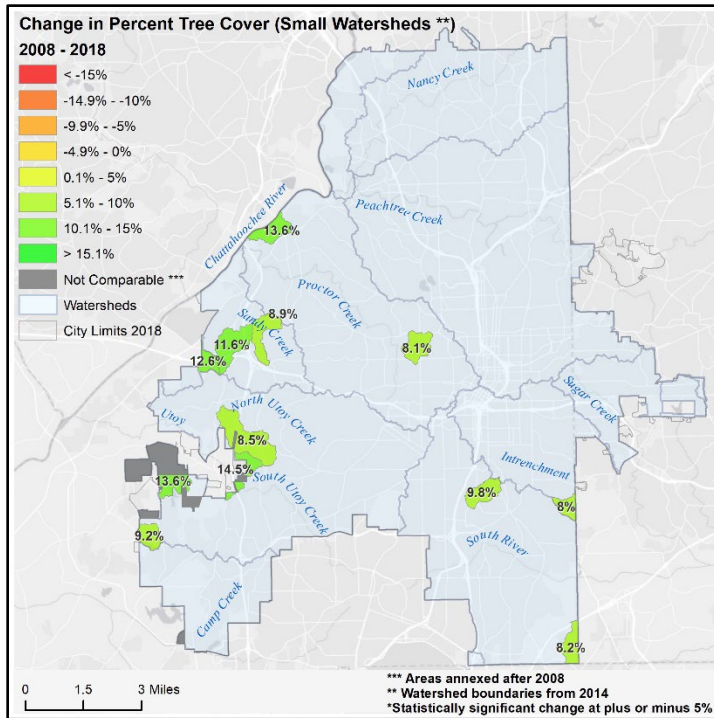 Change in Percent Tree Cover (Small Watersheds **)
2008 - 2018
< -15%
-14.9% - -10%
-9.9% - -5%
-4.9% - 0%
0.1% - 5%
5.1% - 10%
10.1% - 15%
> 15.1%
Not Comparable ***
Watersheds
City Limits 2018
Nancy Creek
Peachtree Creek
Chattahoochee River
13.6%
Proctor Creek
8.9%
Sandy Creek
11.6%
12.6%
8.1%
Sugar Creek
Utoy
North Utoy Creek
8.5%
14.5%
South Utoy Creek
13.6%
Intrenchment
9.8%
8%
9.2%
South River
Camp Creek
8.2%
0 1.5 3 Miles
*** Areas annexed after 2008
** Watershed boundaries from 2014
*Statistically significant change at plus or minus 5%